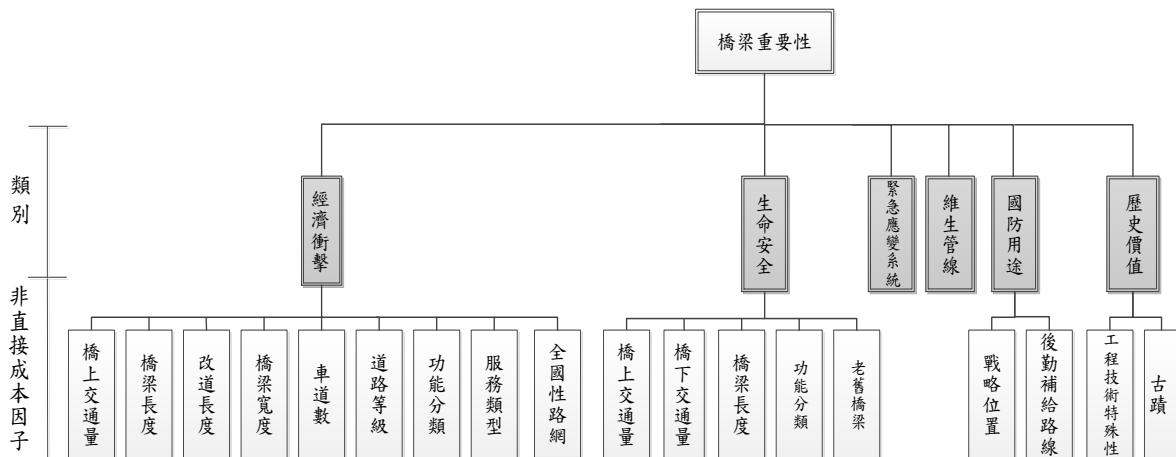 橋梁重要性
類別
經濟衝擊
生命安全
緊急應變系統
維生管線
國防用途
歷史價值
非直接成本因子
橋上交通量
橋梁長度
改道長度
橋梁寬度
車道數
道路等級
功能分類
服務類型
全國性路網
橋上交通量
橋下交通量
橋梁長度
功能分類
老舊橋梁
戰略位置
後勤補給路線
工程技術特殊性
古蹟